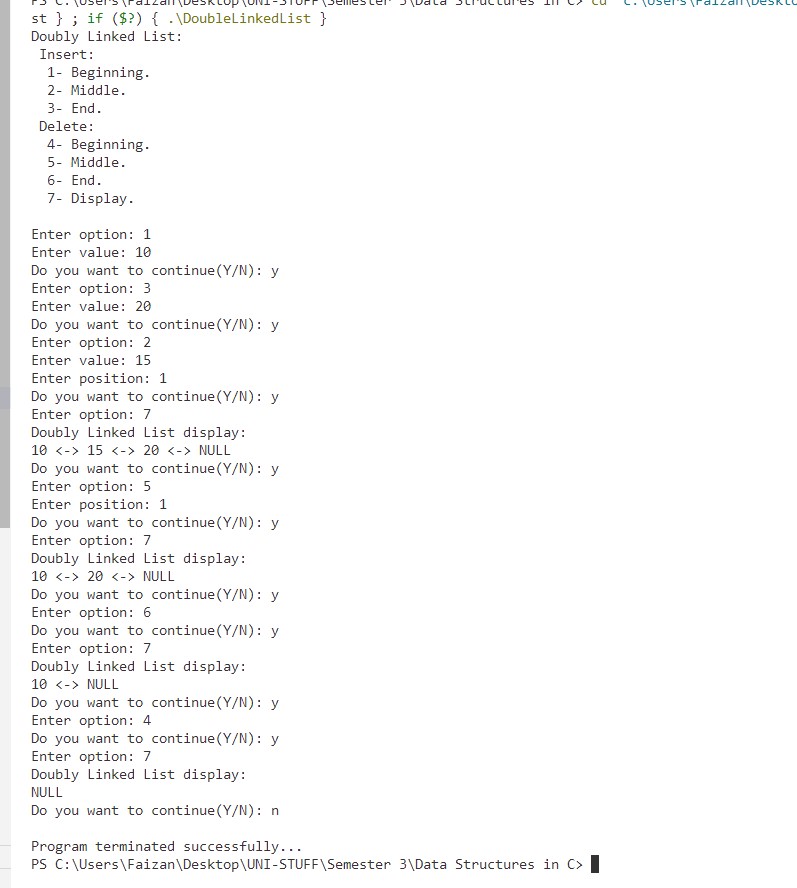 PS C:\Users\Faizan\Desktop\UNI-STUFF\Semester 3\Data Structures in C> cd "c:\Users\Faizan\Deskto
st } ; if ($?) { .\DoubleLinkedList }
Doubly Linked List:
 Insert:
  1- Beginning.
  2- Middle.
  3- End.
 Delete:
  4- Beginning.
  5- Middle.
  6- End.
  7- Display.

Enter option: 1
Enter value: 10
Do you want to continue(Y/N): y
Enter option: 3
Enter value: 20
Do you want to continue(Y/N): y
Enter option: 2
Enter value: 15
Enter position: 1
Do you want to continue(Y/N): y
Enter option: 7
Doubly Linked List display:
10 <-> 15 <-> 20 <-> NULL
Do you want to continue(Y/N): y
Enter option: 5
Enter position: 1
Do you want to continue(Y/N): y
Enter option: 7
Doubly Linked List display:
10 <-> 20 <-> NULL
Do you want to continue(Y/N): y
Enter option: 6
Do you want to continue(Y/N): y
Enter option: 7
Doubly Linked List display:
10 <-> NULL
Do you want to continue(Y/N): y
Enter option: 4
Do you want to continue(Y/N): y
Enter option: 7
Doubly Linked List display:
NULL
Do you want to continue(Y/N): n

Program terminated successfully...
PS C:\Users\Faizan\Desktop\UNI-STUFF\Semester 3\Data Structures in C>